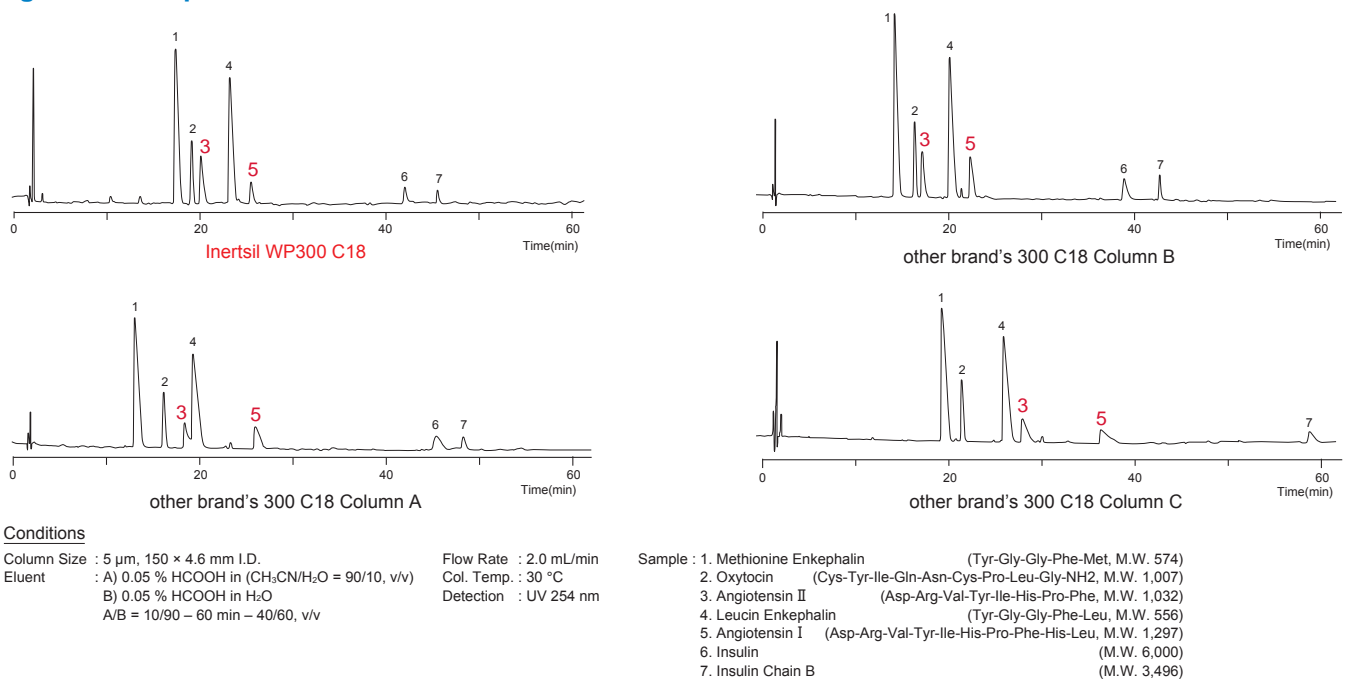 1
2
3
4
5
6
7
0
20
40
60
Time(min)
Inertsil WP300 C18
1
2
3
4
5
6
7
0
20
40
60
Time(min)
other brand's 300 C18 Column B
1
2
3
4
5
6
7
0
20
40
60
Time(min)
other brand's 300 C18 Column A
1
2
4
3
5
7
0
20
40
60
Time(min)
other brand's 300 C18 Column C
Conditions
Column Size : 5 μm, 150 × 4.6 mm I.D.
Eluent : A) 0.05 % HCOOH in (CH₃CN/H₂O = 90/10, v/v)
B) 0.05 % HCOOH in H₂O
A/B = 10/90 – 60 min – 40/60, v/v
Flow Rate : 2.0 mL/min
Col. Temp. : 30 °C
Detection : UV 254 nm
Sample : 1. Methionine Enkephalin (Tyr-Gly-Gly-Phe-Met, M.W. 574)
2. Oxytocin (Cys-Tyr-Ile-Gln-Asn-Cys-Pro-Leu-Gly-NH2, M.W. 1,007)
3. Angiotensin Ⅱ (Asp-Arg-Val-Tyr-Ile-His-Pro-Phe, M.W. 1,032)
4. Leucin Enkephalin (Tyr-Gly-Gly-Phe-Leu, M.W. 556)
5. Angiotensin Ⅰ (Asp-Arg-Val-Tyr-Ile-His-Pro-Phe-His-Leu, M.W. 1,297)
6. Insulin (M.W. 6,000)
7. Insulin Chain B (M.W. 3,496)